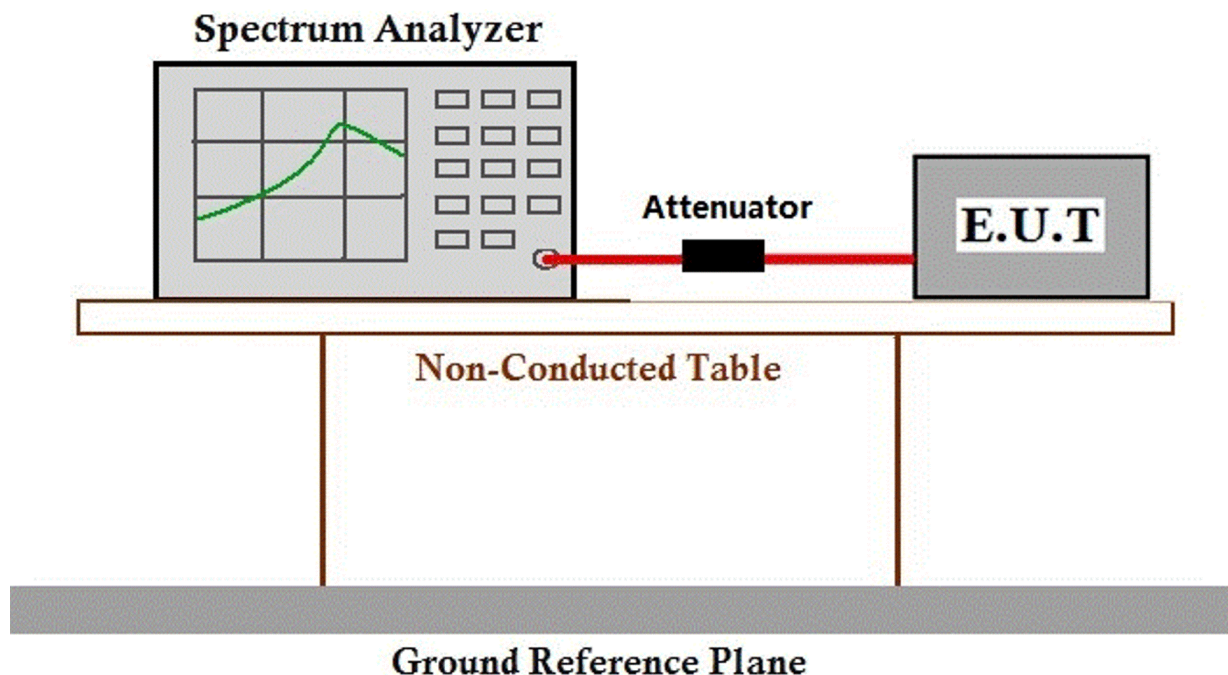 Spectrum Analyzer
Attenuator
E.U.T
Non-Conducted Table
Ground Reference Plane